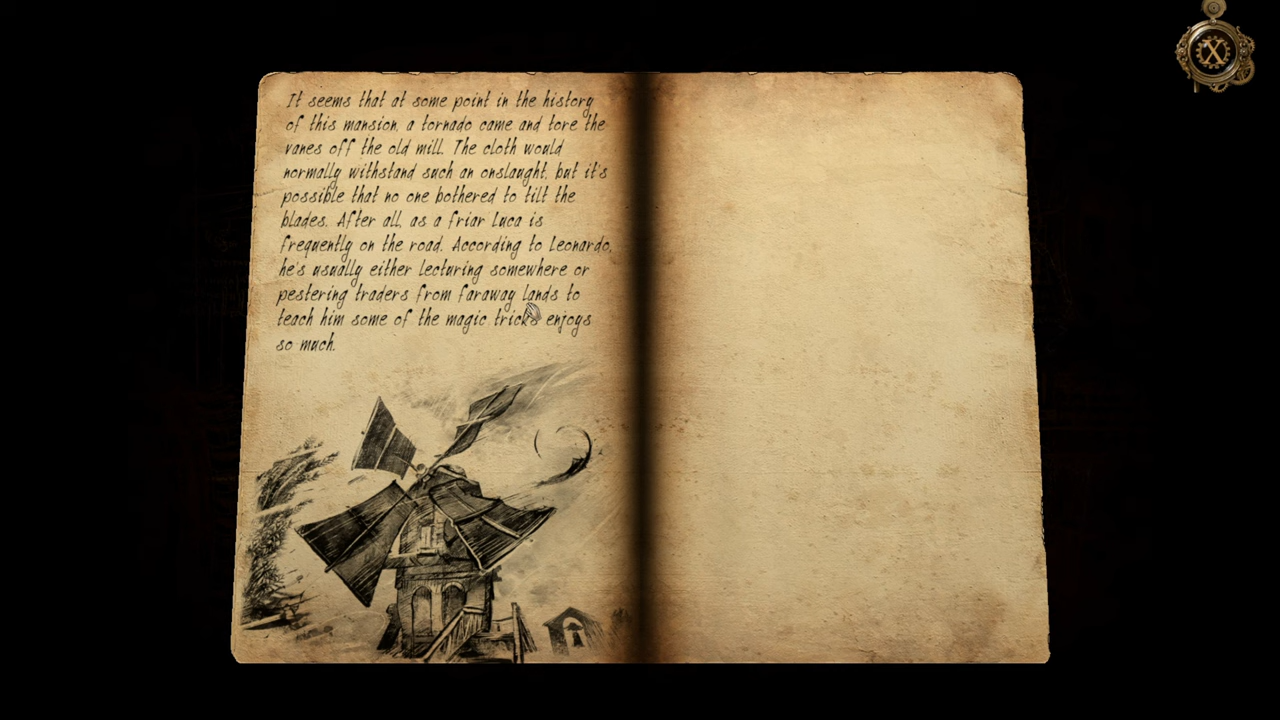 It seems that at some point in the history
of this mansion, a tornado came and tore the
vanes off the old mill. The cloth would
normally withstand such an onslaught, but it's
possible that no one bothered to tilt the
blades. After all, as a friar Luca is
frequently on the road. According to Leonardo,
he's usually either lecturing somewhere or
pestering traders from faraway lands to
teach him some of the magic tricks enjoys
so much.
X